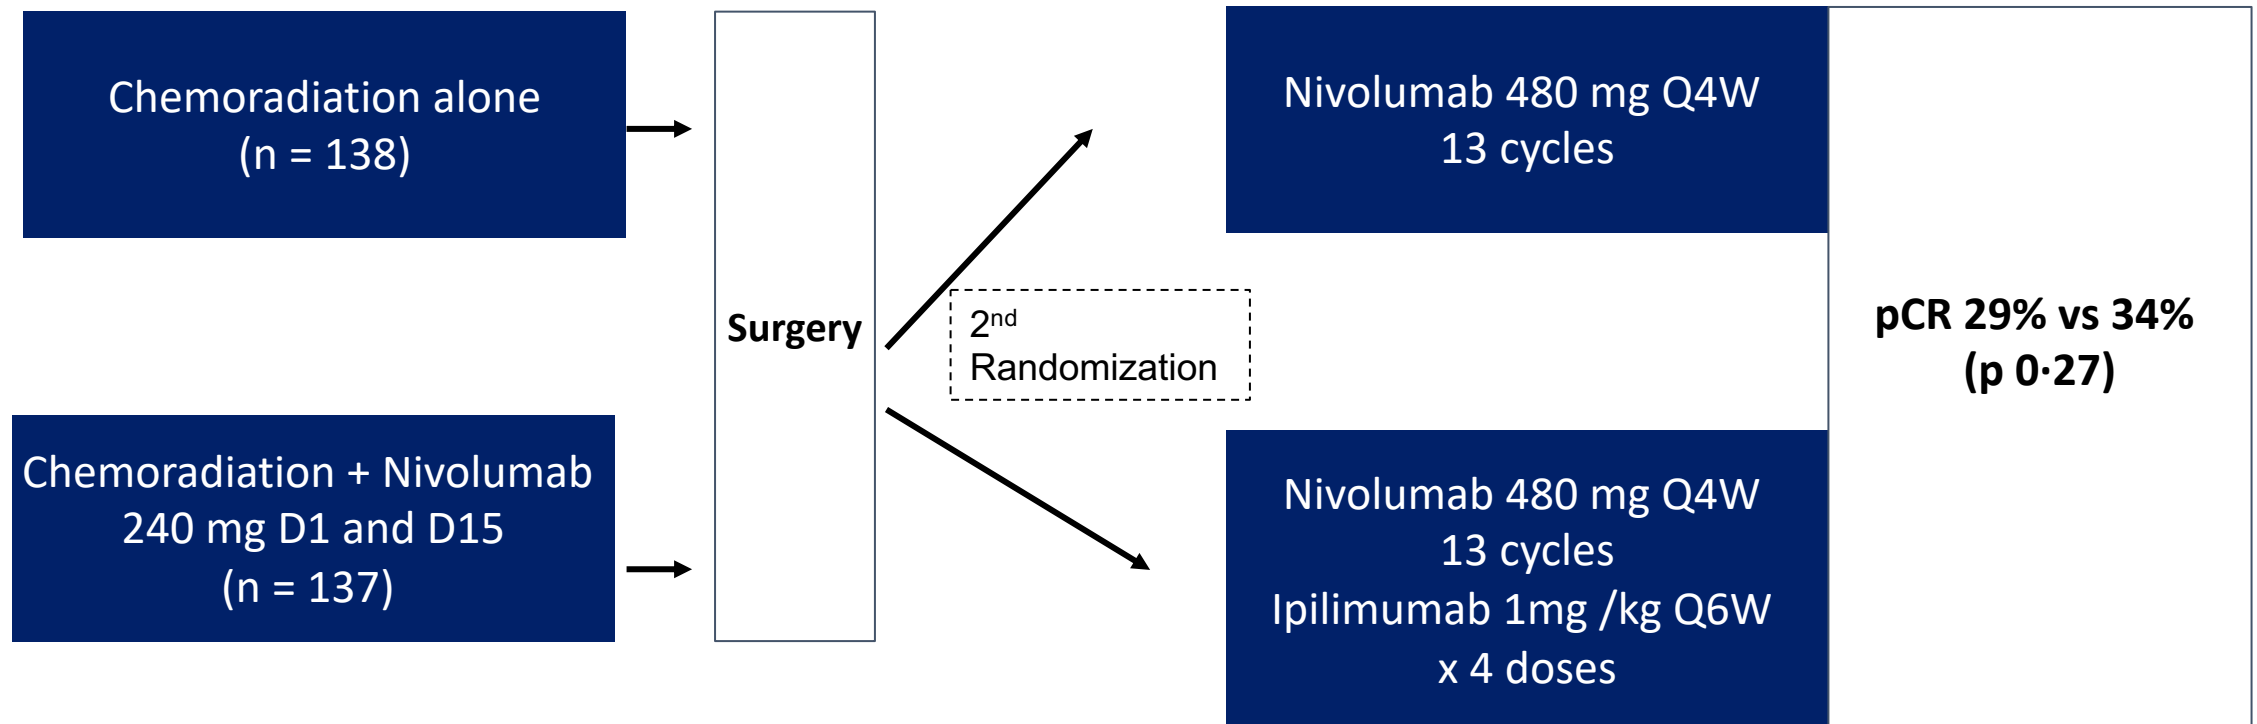 Chemoradiation alone
(n = 138)
Chemoradiation + Nivolumab
240 mg D1 and D15
(n = 137)
Surgery
2nd
Randomization
Nivolumab 480 mg Q4W
13 cycles
Nivolumab 480 mg Q4W
13 cycles
Ipilimumab 1mg /kg Q6W
x 4 doses
pCR 29% vs 34%
(p 0·27)